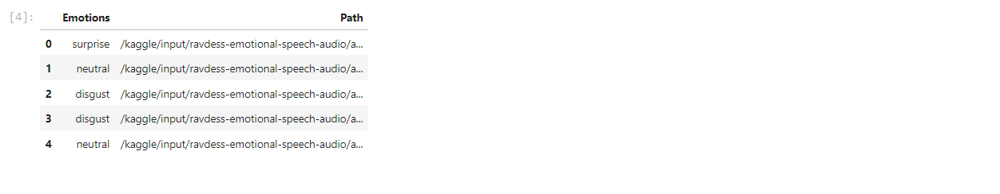 [4]: Emotions Path
0 surprise /kaggle/input/ravdess-emotional-speech-audio/a...
1 neutral /kaggle/input/ravdess-emotional-speech-audio/a...
2 disgust /kaggle/input/ravdess-emotional-speech-audio/a...
3 disgust /kaggle/input/ravdess-emotional-speech-audio/a...
4 neutral /kaggle/input/ravdess-emotional-speech-audio/a...